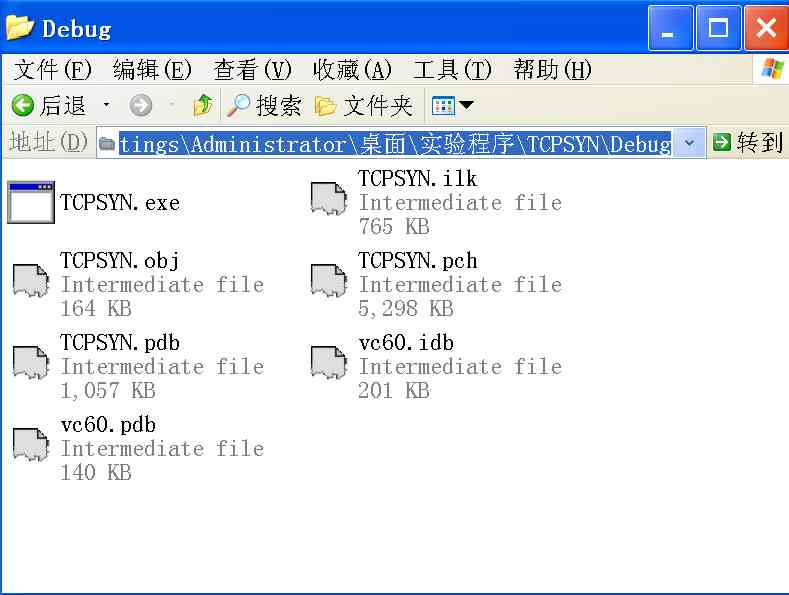 Debug
文件(F) 编辑(E) 查看(V) 收藏(A) 工具(T) 帮助(H)
后退 搜索 文件夹
地址(D) tings\Administrator\桌面\实验程序\TCPSYN\Debug 转到
TCPSYN.exe
TCPSYN.ilk
Intermediate file
765 KB
TCPSYN.obj
Intermediate file
164 KB
TCPSYN.pch
Intermediate file
5,298 KB
TCPSYN.pdb
Intermediate file
1,057 KB
vc60.idb
Intermediate file
201 KB
vc60.pdb
Intermediate file
140 KB